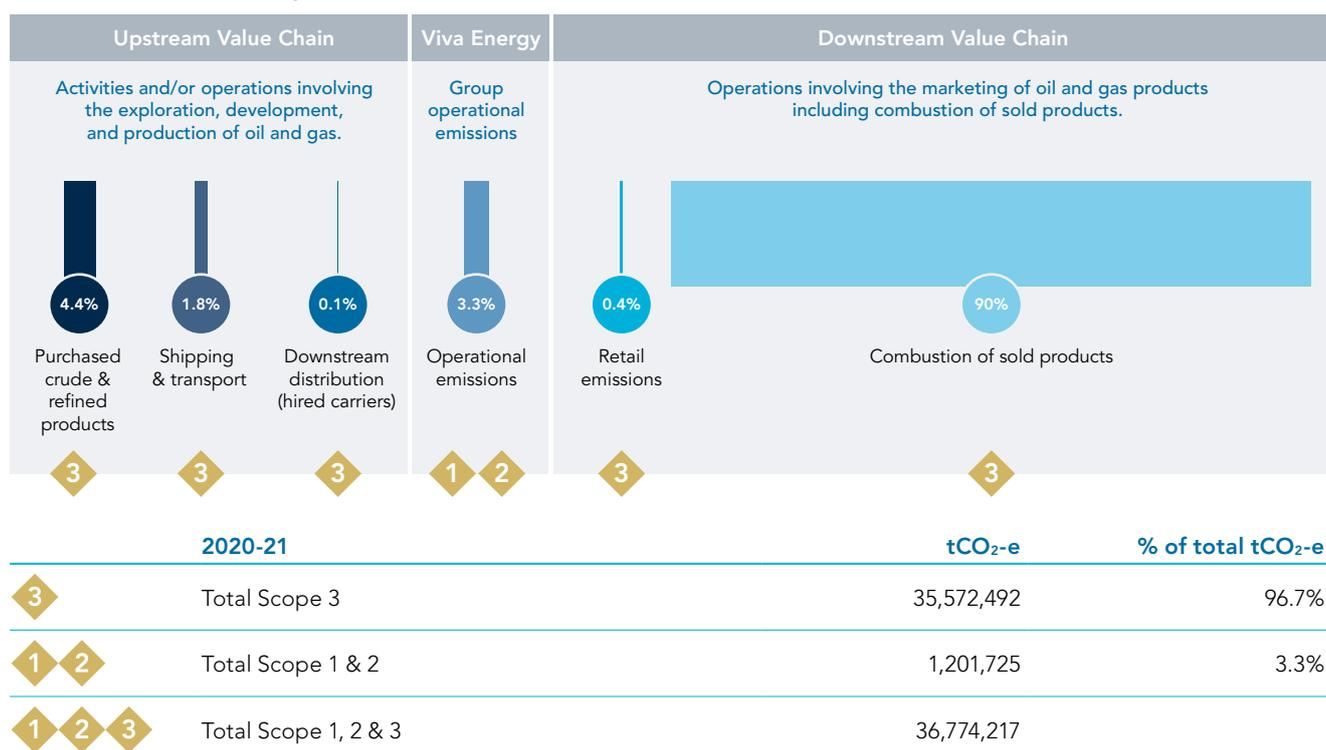 Upstream Value Chain
Viva Energy
Downstream Value Chain
Activities and/or operations involving
the exploration, development,
and production of oil and gas.
Group
operational
emissions
Operations involving the marketing of oil and gas products
including combustion of sold products.
4.4%
1.8%
0.1%
3.3%
0.4%
90%
Purchased
crude &
refined
products
Shipping
& transport
Downstream
distribution
(hired carriers)
Operational
emissions
Retail
emissions
Combustion of sold products
3
3
3
1 2
3
3
2020-21 tCO₂-e % of total tCO₂-e
3 Total Scope 3 35,572,492 96.7%
1 2 Total Scope 1 & 2 1,201,725 3.3%
1 2 3 Total Scope 1, 2 & 3 36,774,217